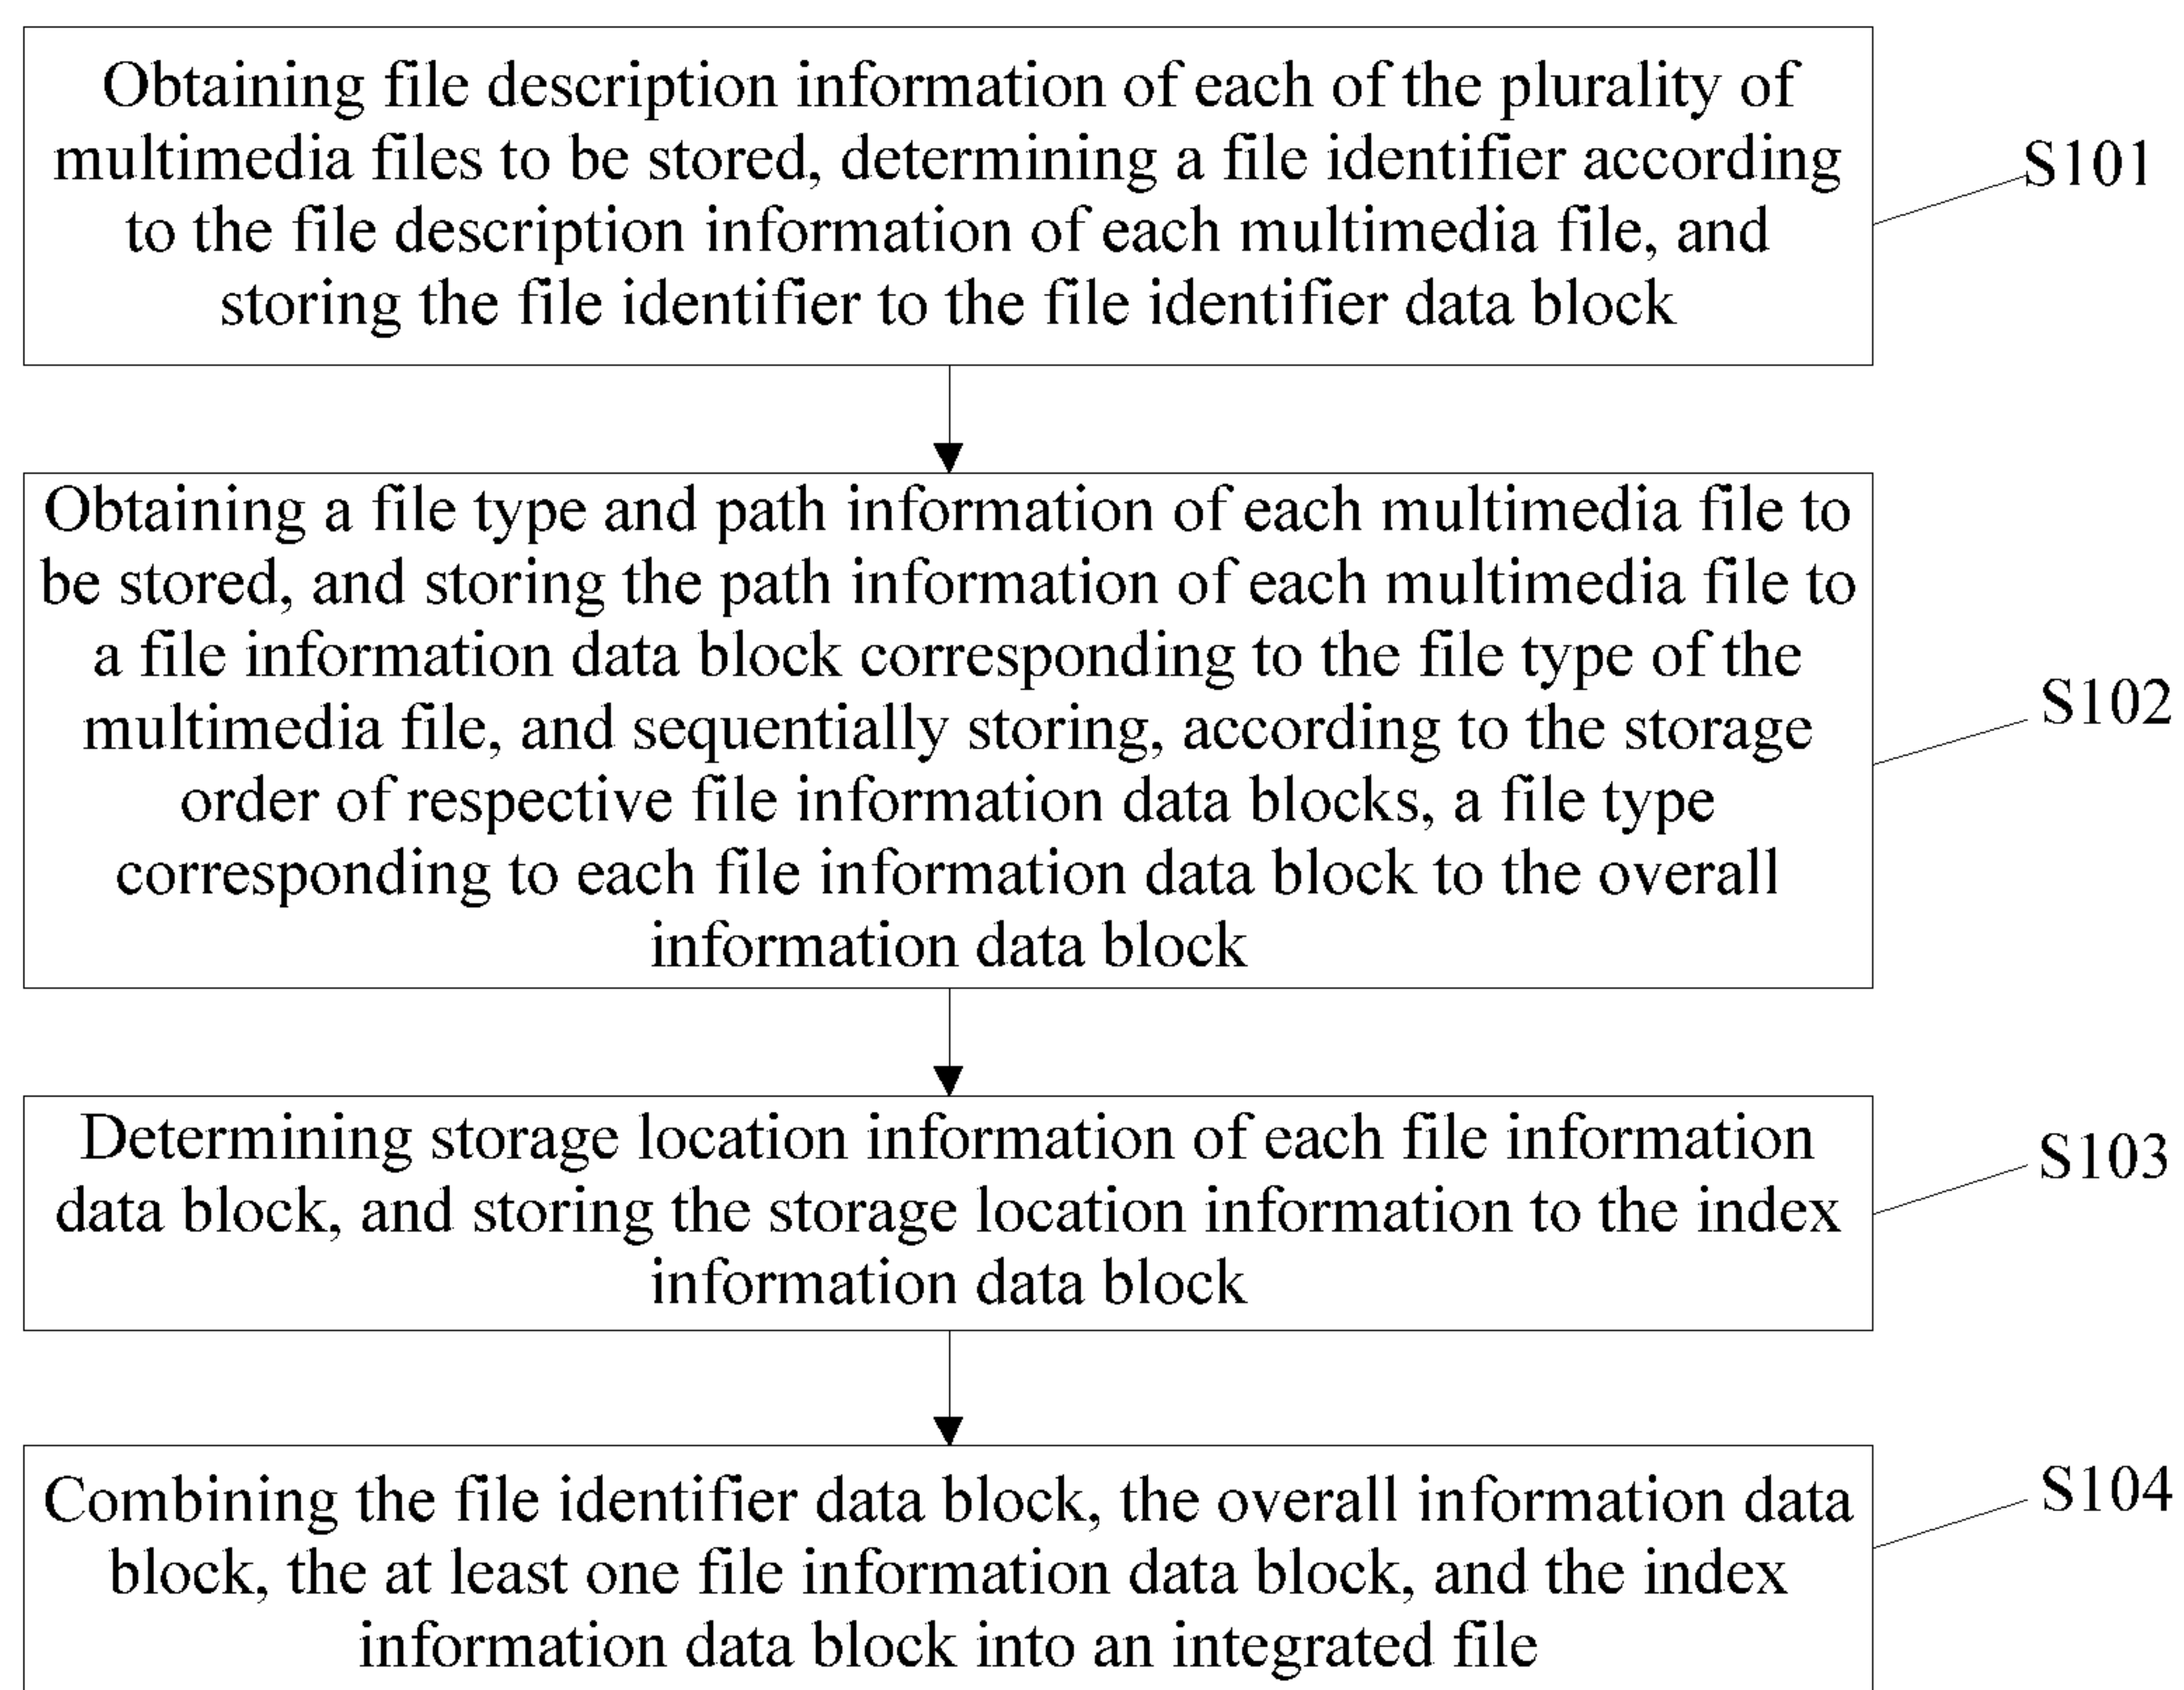 Obtaining file description information of each of the plurality of
multimedia files to be stored, determining a file identifier according
to the file description information of each multimedia file, and
storing the file identifier to the file identifier data block
S101
Obtaining a file type and path information of each multimedia file to
be stored, and storing the path information of each multimedia file to
a file information data block corresponding to the file type of the
multimedia file, and sequentially storing, according to the storage
order of respective file information data blocks, a file type
corresponding to each file information data block to the overall
information data block
S102
Determining storage location information of each file information
data block, and storing the storage location information to the index
information data block
S103
Combining the file identifier data block, the overall information data
block, the at least one file information data block, and the index
information data block into an integrated file
S104